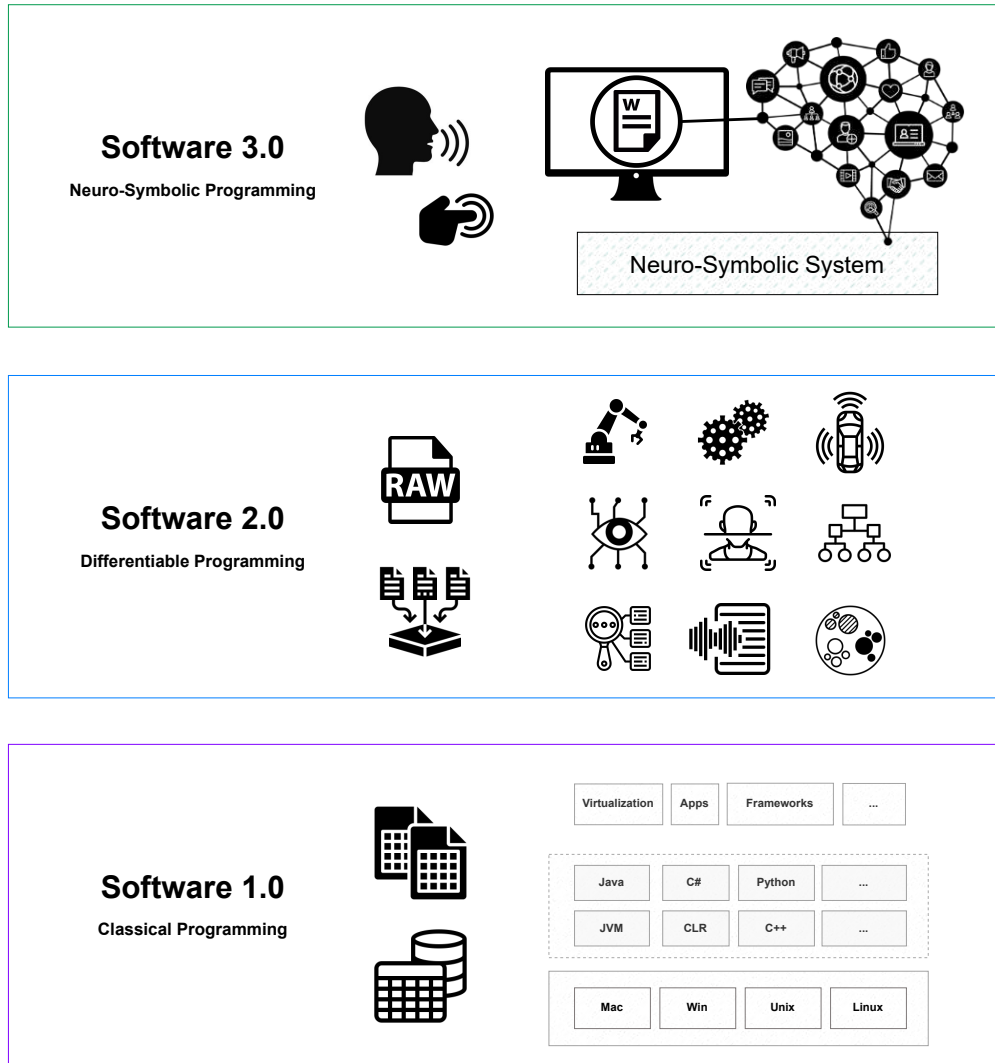 Software 3.0
Neuro-Symbolic Programming
W
Neuro-Symbolic System
Software 2.0
Differentiable Programming
RAW
Software 1.0
Classical Programming
Virtualization Apps Frameworks ...
Java C# Python ...
JVM CLR C++ ...
Mac Win Unix Linux